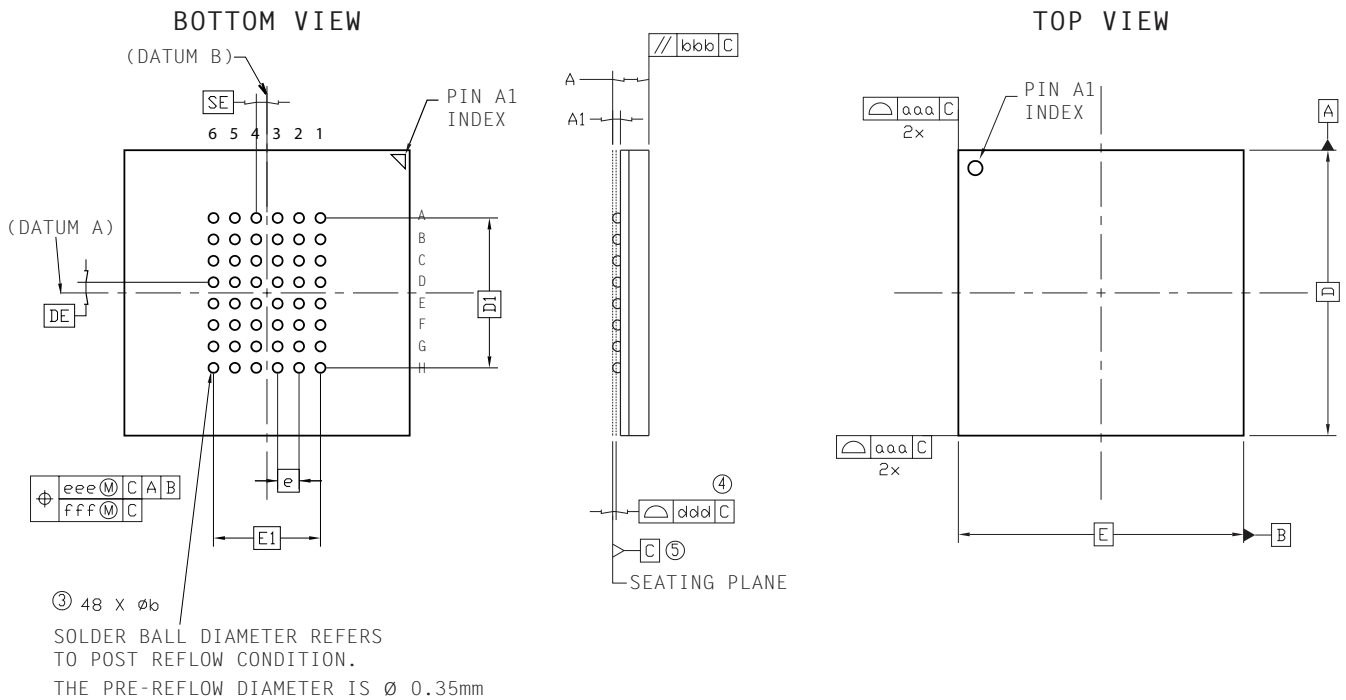 BOTTOM VIEW
(DATUM B)
SE
PIN A1
INDEX
6 5 4 3 2 1
A
B
C
D
E
F
G
H
(DATUM A)
DE
D1
e
⌖ eee Ⓜ C A B
fff Ⓜ C
E1
③ 48 X Øb
SOLDER BALL DIAMETER REFERS
TO POST REFLOW CONDITION.
THE PRE-REFLOW DIAMETER IS Ø 0.35mm
// bbb C
A
A1
④
⌓ ddd C
C ⑤
SEATING PLANE
TOP VIEW
PIN A1
INDEX
⌓ aaa C
2x
A
D
⌓ aaa C
2x
E
B